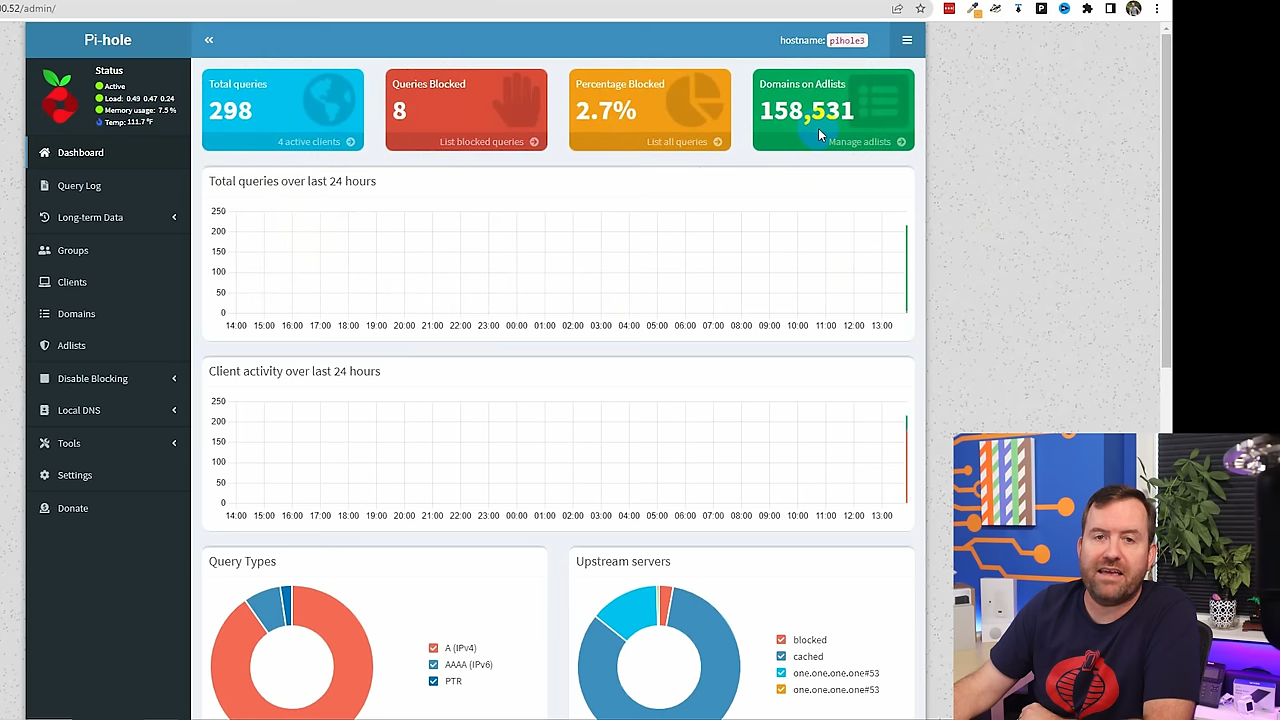 00.52/admin/
Pi-hole
hostname: pihole3
Status
Active
Load: 0.49 0.47 0.24
Memory usage: 7.5 %
Temp: 111.7 °F
Dashboard
Query Log
Long-term Data
Groups
Clients
Domains
Adlists
Disable Blocking
Local DNS
Tools
Settings
Donate
Total queries
298
4 active clients
Queries Blocked
8
List blocked queries
Percentage Blocked
2.7%
List all queries
Domains on Adlists
158,531
Manage adlists
Total queries over last 24 hours
250
200
150
100
50
0
14:00 15:00 16:00 17:00 18:00 19:00 20:00 21:00 22:00 23:00 00:00 01:00 02:00 03:00 04:00 05:00 06:00 07:00 08:00 09:00 10:00 11:00 12:00 13:00
Client activity over last 24 hours
250
200
150
100
50
0
15:00 16:00 17:00 18:00 19:00 20:00 21:00 22:00 23:00 00:00 01:00 02:00 03:00 04:00 05:00 06:00 07:00 08:00 09:00 10:00 11:00 12:00 13:00
Query Types
A (IPv4)
AAAA (IPv6)
PTR
Upstream servers
blocked
cached
one.one.one.one#53
one.one.one.one#53